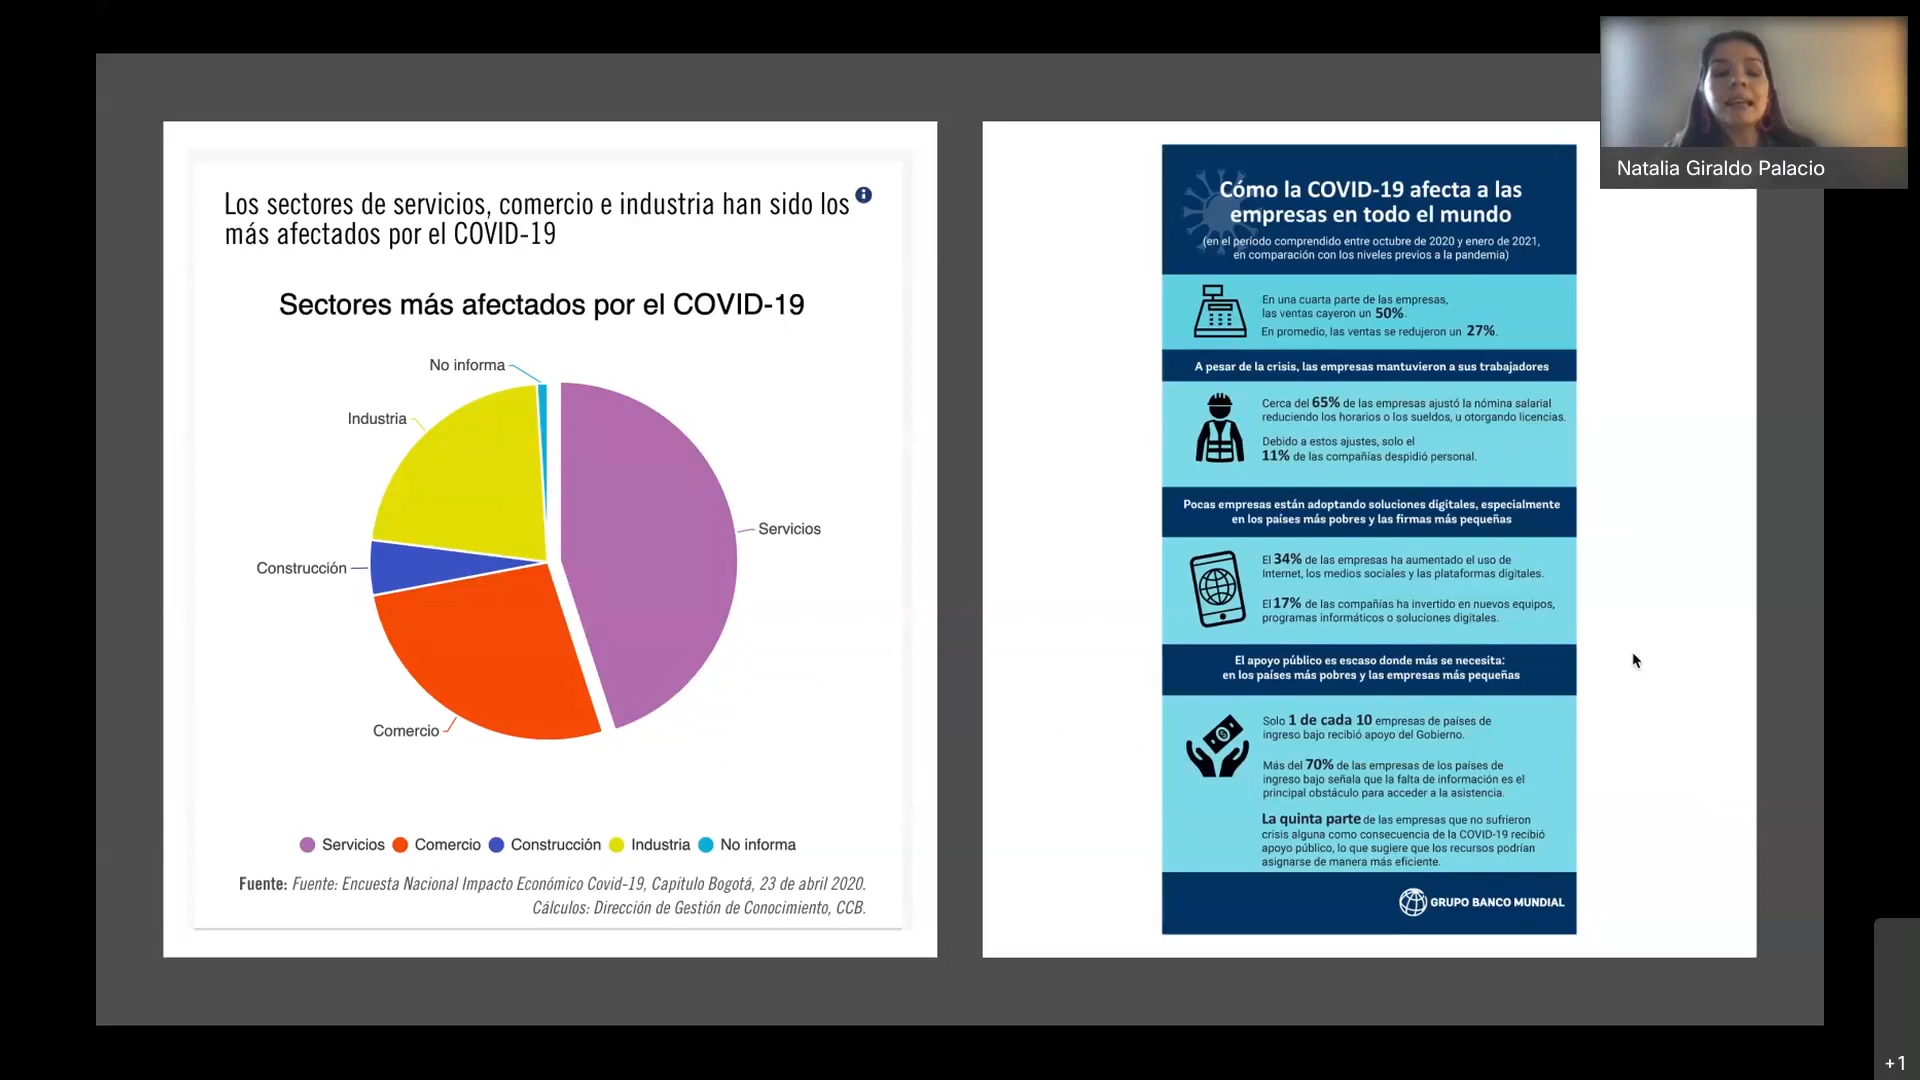 Los sectores de servicios, comercio e industria han sido los
más afectados por el COVID-19
Sectores más afectados por el COVID-19
No informa
Industria
Servicios
Construcción
Comercio
Servicios Comercio Construcción Industria No informa
Fuente: Fuente: Encuesta Nacional Impacto Económico Covid-19, Capitulo Bogotá, 23 de abril 2020.
Cálculos: Dirección de Gestión de Conocimiento, CCB.
Cómo la COVID-19 afecta a las
empresas en todo el mundo
(en el período comprendido entre octubre de 2020 y enero de 2021,
en comparación con los niveles previos a la pandemia)
En una cuarta parte de las empresas,
las ventas cayeron un 50%.
En promedio, las ventas se redujeron un 27%.
A pesar de la crisis, las empresas mantuvieron a sus trabajadores
Cerca del 65% de las empresas ajustó la nómina salarial
reduciendo los horarios o los sueldos, u otorgando licencias.
Debido a estos ajustes, solo el
11% de las compañías despidió personal.
Pocas empresas están adoptando soluciones digitales, especialmente
en los países más pobres y las firmas más pequeñas
El 34% de las empresas ha aumentado el uso de
Internet, los medios sociales y las plataformas digitales.
El 17% de las compañías ha invertido en nuevos equipos,
programas informáticos o soluciones digitales.
El apoyo público es escaso donde más se necesita:
en los países más pobres y las empresas más pequeñas
Solo 1 de cada 10 empresas de países de
ingreso bajo recibió apoyo del Gobierno.
Más del 70% de las empresas de los países de
ingreso bajo señala que la falta de información es el
principal obstáculo para acceder a la asistencia.
La quinta parte de las empresas que no sufrieron
crisis alguna como consecuencia de la COVID-19 recibió
apoyo público, lo que sugiere que los recursos podrían
asignarse de manera más eficiente.
GRUPO BANCO MUNDIAL
Natalia Giraldo Palacio
+1